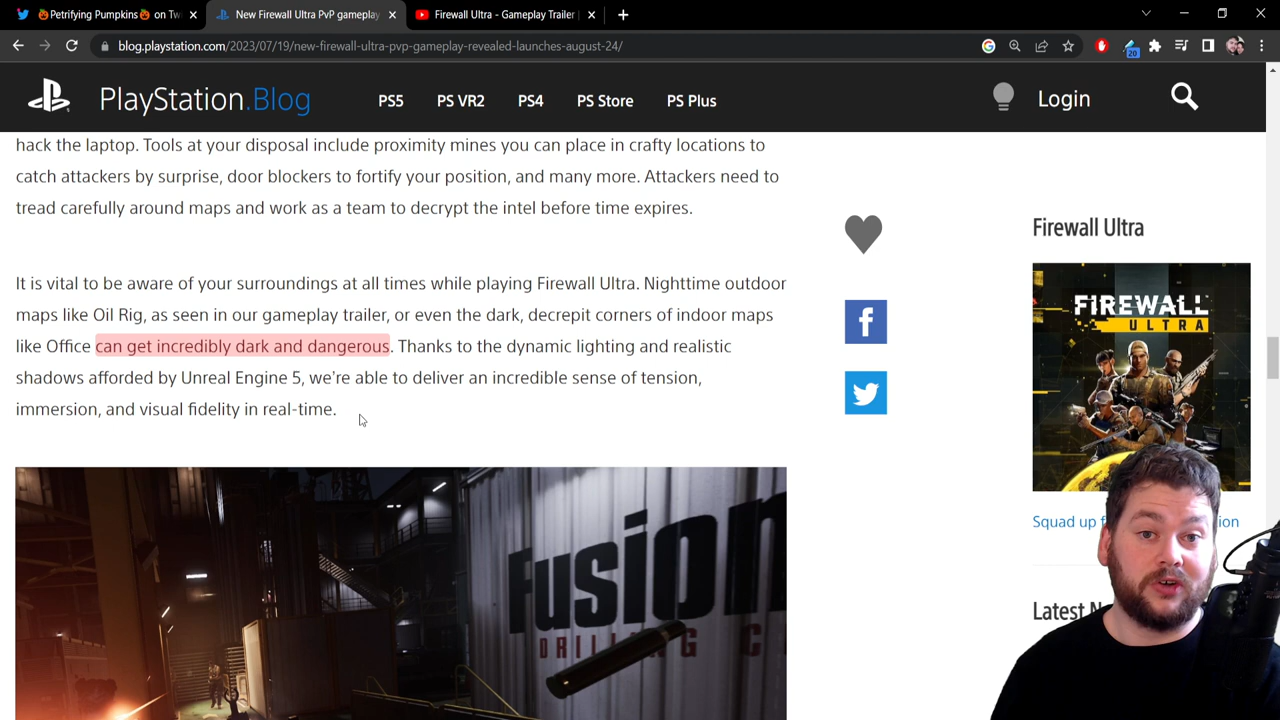 🎃Petrifying Pumpkins🎃 on Tw
New Firewall Ultra PvP gameplay
Firewall Ultra - Gameplay Trailer
blog.playstation.com/2023/07/19/new-firewall-ultra-pvp-gameplay-revealed-launches-august-24/
20
PlayStation.Blog
PS5
PS VR2
PS4
PS Store
PS Plus
Login
hack the laptop. Tools at your disposal include proximity mines you can place in crafty locations to
catch attackers by surprise, door blockers to fortify your position, and many more. Attackers need to
tread carefully around maps and work as a team to decrypt the intel before time expires.
It is vital to be aware of your surroundings at all times while playing Firewall Ultra. Nighttime outdoor
maps like Oil Rig, as seen in our gameplay trailer, or even the dark, decrepit corners of indoor maps
like Office can get incredibly dark and dangerous. Thanks to the dynamic lighting and realistic
shadows afforded by Unreal Engine 5, we’re able to deliver an incredible sense of tension,
immersion, and visual fidelity in real-time.
Fusion
DRILLING C
Firewall Ultra
FIREWALL
ULTRA
Squad up f
ion
Latest N